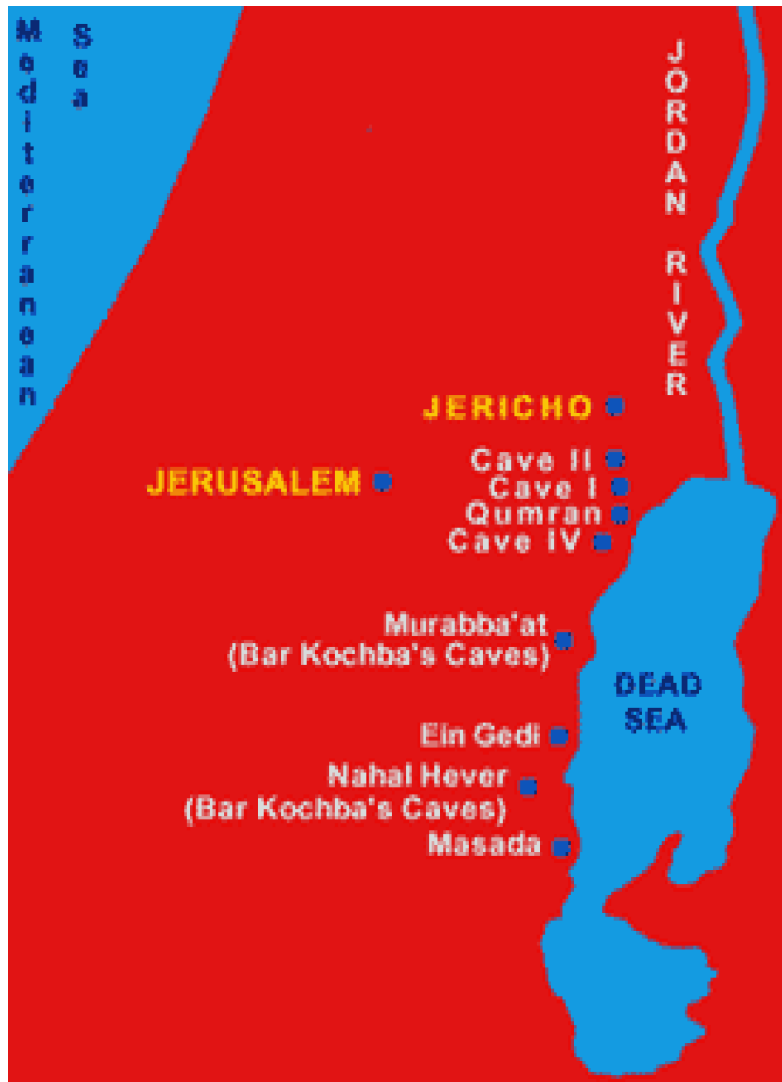 Mediterranean
Sea
JORDAN RIVER
JERICHO
Cave II
JERUSALEM
Cave I
Qumran
Cave IV
Murabba'at
(Bar Kochba's Caves)
DEAD
SEA
Ein Gedi
Nahal Hever
(Bar Kochba's Caves)
Masada